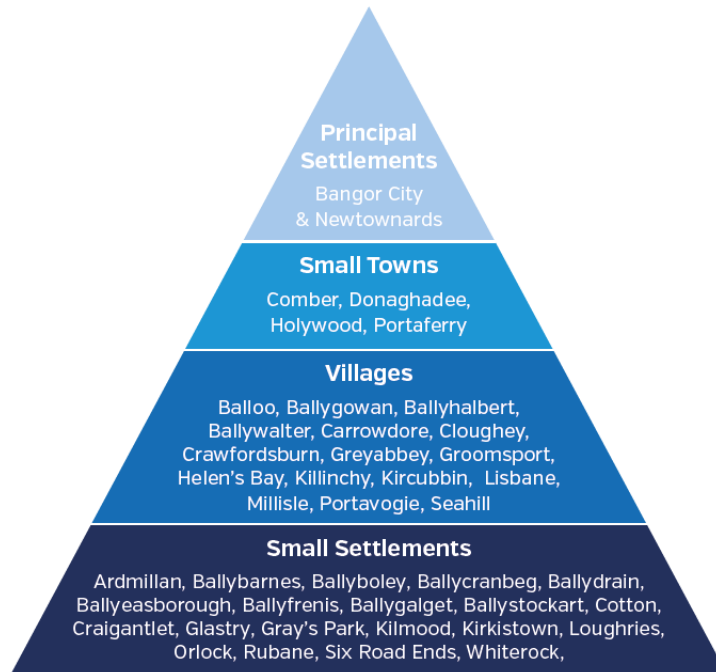 Principal
Settlements
Bangor City
& Newtownards
Small Towns
Comber, Donaghadee,
Holywood, Portaferry
Villages
Balloo, Ballygowan, Ballyhalbert,
Ballywalter, Carrowdore, Cloughey,
Crawfordsburn, Greyabbey, Groomsport,
Helen's Bay, Killinchy, Kircubbin, Lisbane,
Millisle, Portavogie, Seahill
Small Settlements
Ardmillan, Ballybarnes, Ballyboley, Ballycranbeg, Ballydrain,
Ballyeasborough, Ballyfrenis, Ballygalget, Ballystockart, Cotton,
Craigantlet, Glastry, Gray's Park, Kilmood, Kirkistown, Loughries,
Orlock, Rubane, Six Road Ends, Whiterock,